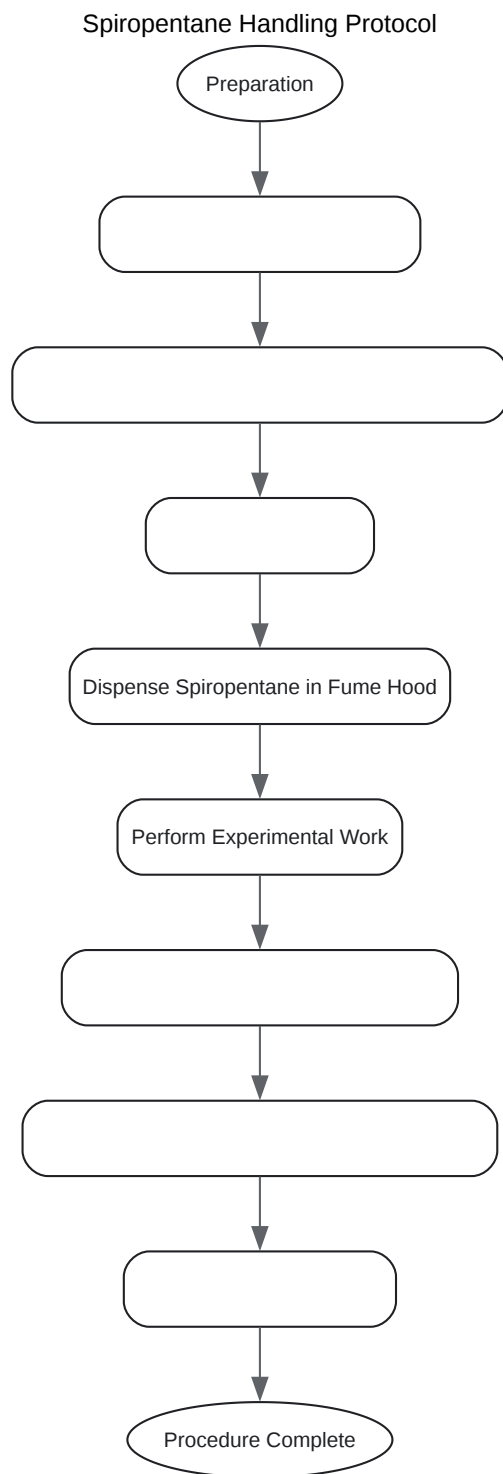 Spiropentane Handling Protocol
Preparation
Dispense Spiropentane in Fume Hood
Perform Experimental Work
Procedure Complete